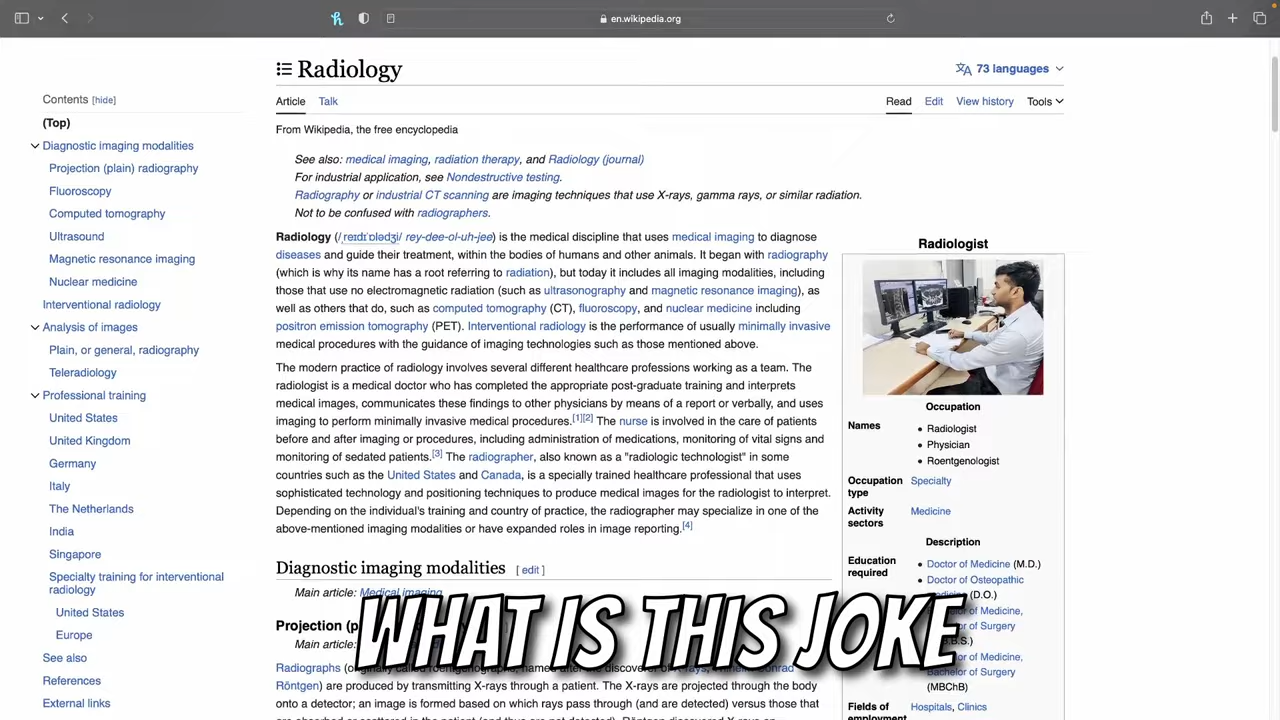 en.wikipedia.org
Radiology
73 languages
Article Talk
Read Edit View history Tools
From Wikipedia, the free encyclopedia
Contents [hide]
(Top)
Diagnostic imaging modalities
Projection (plain) radiography
Fluoroscopy
Computed tomography
Ultrasound
Magnetic resonance imaging
Nuclear medicine
Interventional radiology
Analysis of images
Plain, or general, radiography
Teleradiology
Professional training
United States
United Kingdom
Germany
Italy
The Netherlands
India
Singapore
Specialty training for interventional
radiology
United States
Europe
See also
References
External links
See also: medical imaging, radiation therapy, and Radiology (journal)
For industrial application, see Nondestructive testing.
Radiography or industrial CT scanning are imaging techniques that use X-rays, gamma rays, or similar radiation.
Not to be confused with radiographers.
Radiology (/ˌreɪdɪˈɒlədʒi/ rey-dee-ol-uh-jee) is the medical discipline that uses medical imaging to diagnose
diseases and guide their treatment, within the bodies of humans and other animals. It began with radiography
(which is why its name has a root referring to radiation), but today it includes all imaging modalities, including
those that use no electromagnetic radiation (such as ultrasonography and magnetic resonance imaging), as
well as others that do, such as computed tomography (CT), fluoroscopy, and nuclear medicine including
positron emission tomography (PET). Interventional radiology is the performance of usually minimally invasive
medical procedures with the guidance of imaging technologies such as those mentioned above.
The modern practice of radiology involves several different healthcare professions working as a team. The
radiologist is a medical doctor who has completed the appropriate post-graduate training and interprets
medical images, communicates these findings to other physicians by means of a report or verbally, and uses
imaging to perform minimally invasive medical procedures.[1][2] The nurse is involved in the care of patients
before and after imaging or procedures, including administration of medications, monitoring of vital signs and
monitoring of sedated patients.[3] The radiographer, also known as a "radiologic technologist" in some
countries such as the United States and Canada, is a specially trained healthcare professional that uses
sophisticated technology and positioning techniques to produce medical images for the radiologist to interpret.
Depending on the individual's training and country of practice, the radiographer may specialize in one of the
above-mentioned imaging modalities or have expanded roles in image reporting.[4]
Diagnostic imaging modalities [ edit ]
Main article: Medical imaging
Projection (p
Main article:
Radiographs (originally called roentgenographs, named after the discoverer of X-rays, Wilhelm Conrad
Röntgen) are produced by transmitting X-rays through a patient. The X-rays are projected through the body
onto a detector; an image is formed based on which rays pass through (and are detected) versus those that
Radiologist
Occupation
Names
Radiologist
Physician
Roentgenologist
Occupation
type
Specialty
Activity
sectors
Medicine
Description
Education
required
Doctor of Medicine (M.D.)
Doctor of Osteopathic
(D.O.)
of Medicine,
of Surgery
of Medicine,
Bachelor of Surgery
(MBChB)
Fields of
employment
Hospitals, Clinics
WHAT IS THIS JOKE